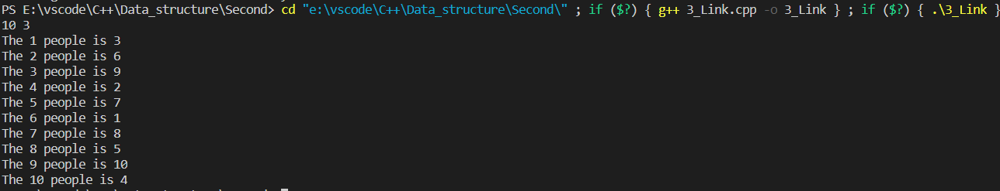 PS E:\vscode\C++\Data_structure\Second> cd "e:\vscode\C++\Data_structure\Second\" ; if ($?) { g++ 3_Link.cpp -o 3_Link } ; if ($?) { .\3_Link }
10 3
The 1 people is 3
The 2 people is 6
The 3 people is 9
The 4 people is 2
The 5 people is 7
The 6 people is 1
The 7 people is 8
The 8 people is 5
The 9 people is 10
The 10 people is 4